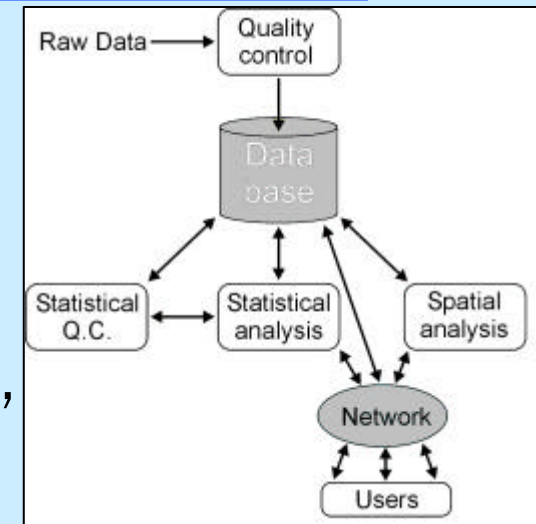 Raw Data
Quality
control
Data
base
Statistical
Q.C.
Statistical
analysis
Spatial
analysis
,
Network
Users